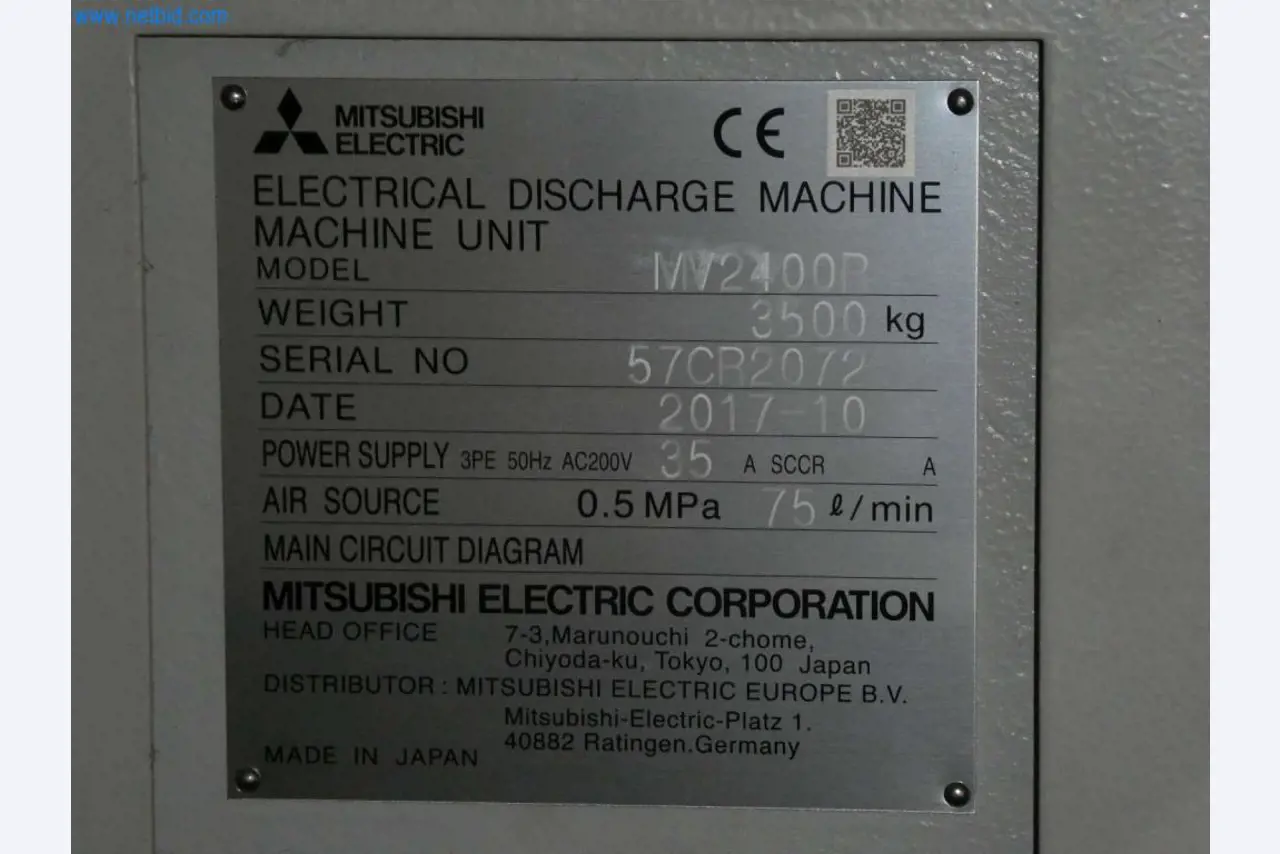 www.netbid.com
MITSUBISHI
ELECTRIC
CE
ELECTRICAL DISCHARGE MACHINE
MACHINE UNIT
MODEL MV2400R
WEIGHT 3500 kg
SERIAL NO 57CR2072
DATE 2017-10
POWER SUPPLY 3PE 50Hz AC200V 35 A SCCR A
AIR SOURCE 0.5 MPa 75 ℓ/min
MAIN CIRCUIT DIAGRAM
MITSUBISHI ELECTRIC CORPORATION
HEAD OFFICE 7-3,Marunouchi 2-chome,
Chiyoda-ku, Tokyo, 100 Japan
DISTRIBUTOR : MITSUBISHI ELECTRIC EUROPE B.V.
Mitsubishi-Electric-Platz 1.
40882 Ratingen.Germany
MADE IN JAPAN